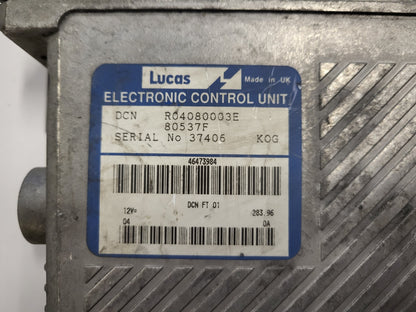 Lucas Made in UK
ELECTRONIC CONTROL UNIT
DCN R04080003E
80537F
SERIAL No 37406 KOG
46473984
DCN FT 01
12V= 283.96
04 0A